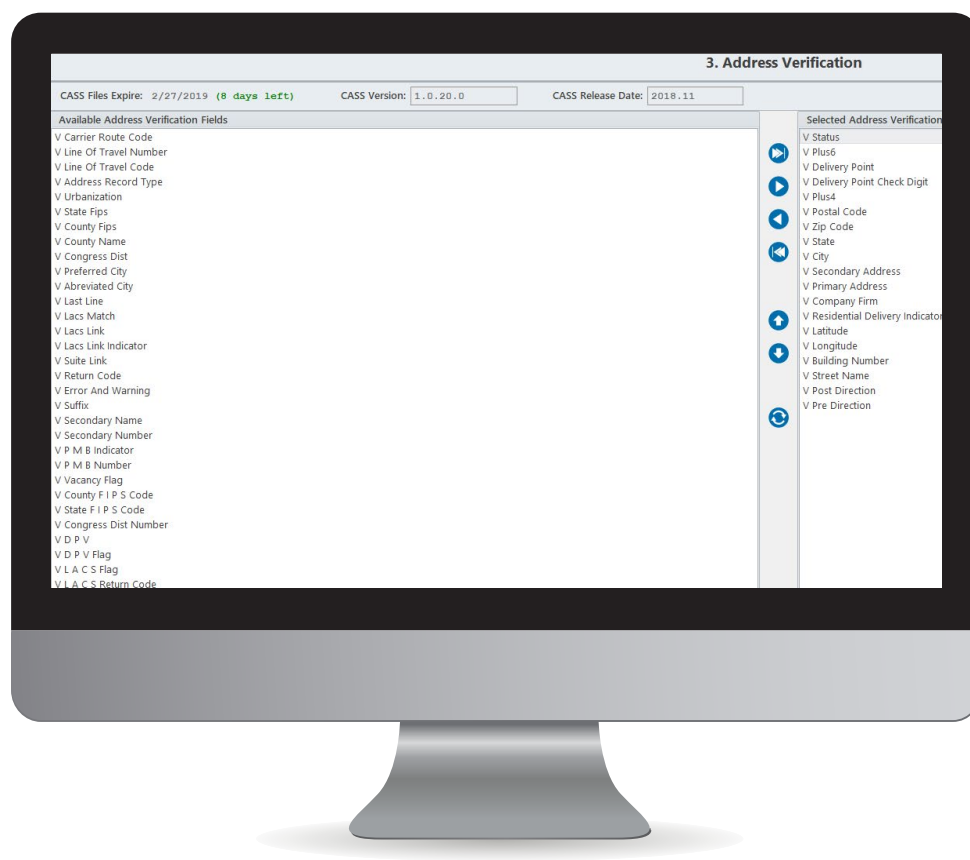 3. Address Verification
CASS Files Expire: 2/27/2019 (8 days left) CASS Version: 1.0.20.0 CASS Release Date: 2018.11
Available Address Verification Fields
V Carrier Route Code
V Line Of Travel Number
V Line Of Travel Code
V Address Record Type
V Urbanization
V State Fips
V County Fips
V County Name
V Congress Dist
V Preferred City
V Abreviated City
V Last Line
V Lacs Match
V Lacs Link
V Lacs Link Indicator
V Suite Link
V Return Code
V Error And Warning
V Suffix
V Secondary Name
V Secondary Number
V P M B Indicator
V P M B Number
V Vacancy Flag
V County F I P S Code
V State F I P S Code
V Congress Dist Number
V D P V
V D P V Flag
V L A C S Flag
V L A C S Return Code
Selected Address Verification
V Status
V Plus6
V Delivery Point
V Delivery Point Check Digit
V Plus4
V Postal Code
V Zip Code
V State
V City
V Secondary Address
V Primary Address
V Company Firm
V Residential Delivery Indicator
V Latitude
V Longitude
V Building Number
V Street Name
V Post Direction
V Pre Direction